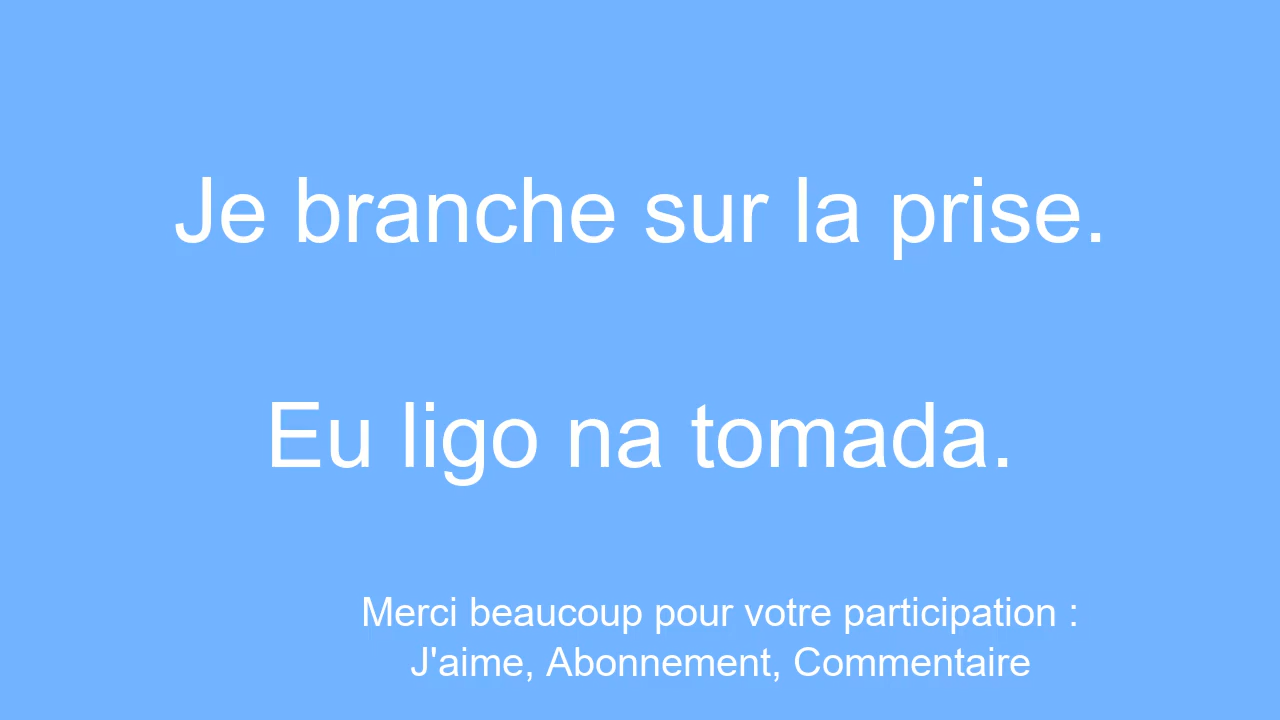 Je branche sur la prise.
Eu ligo na tomada.
Merci beaucoup pour votre participation :
J'aime, Abonnement, Commentaire